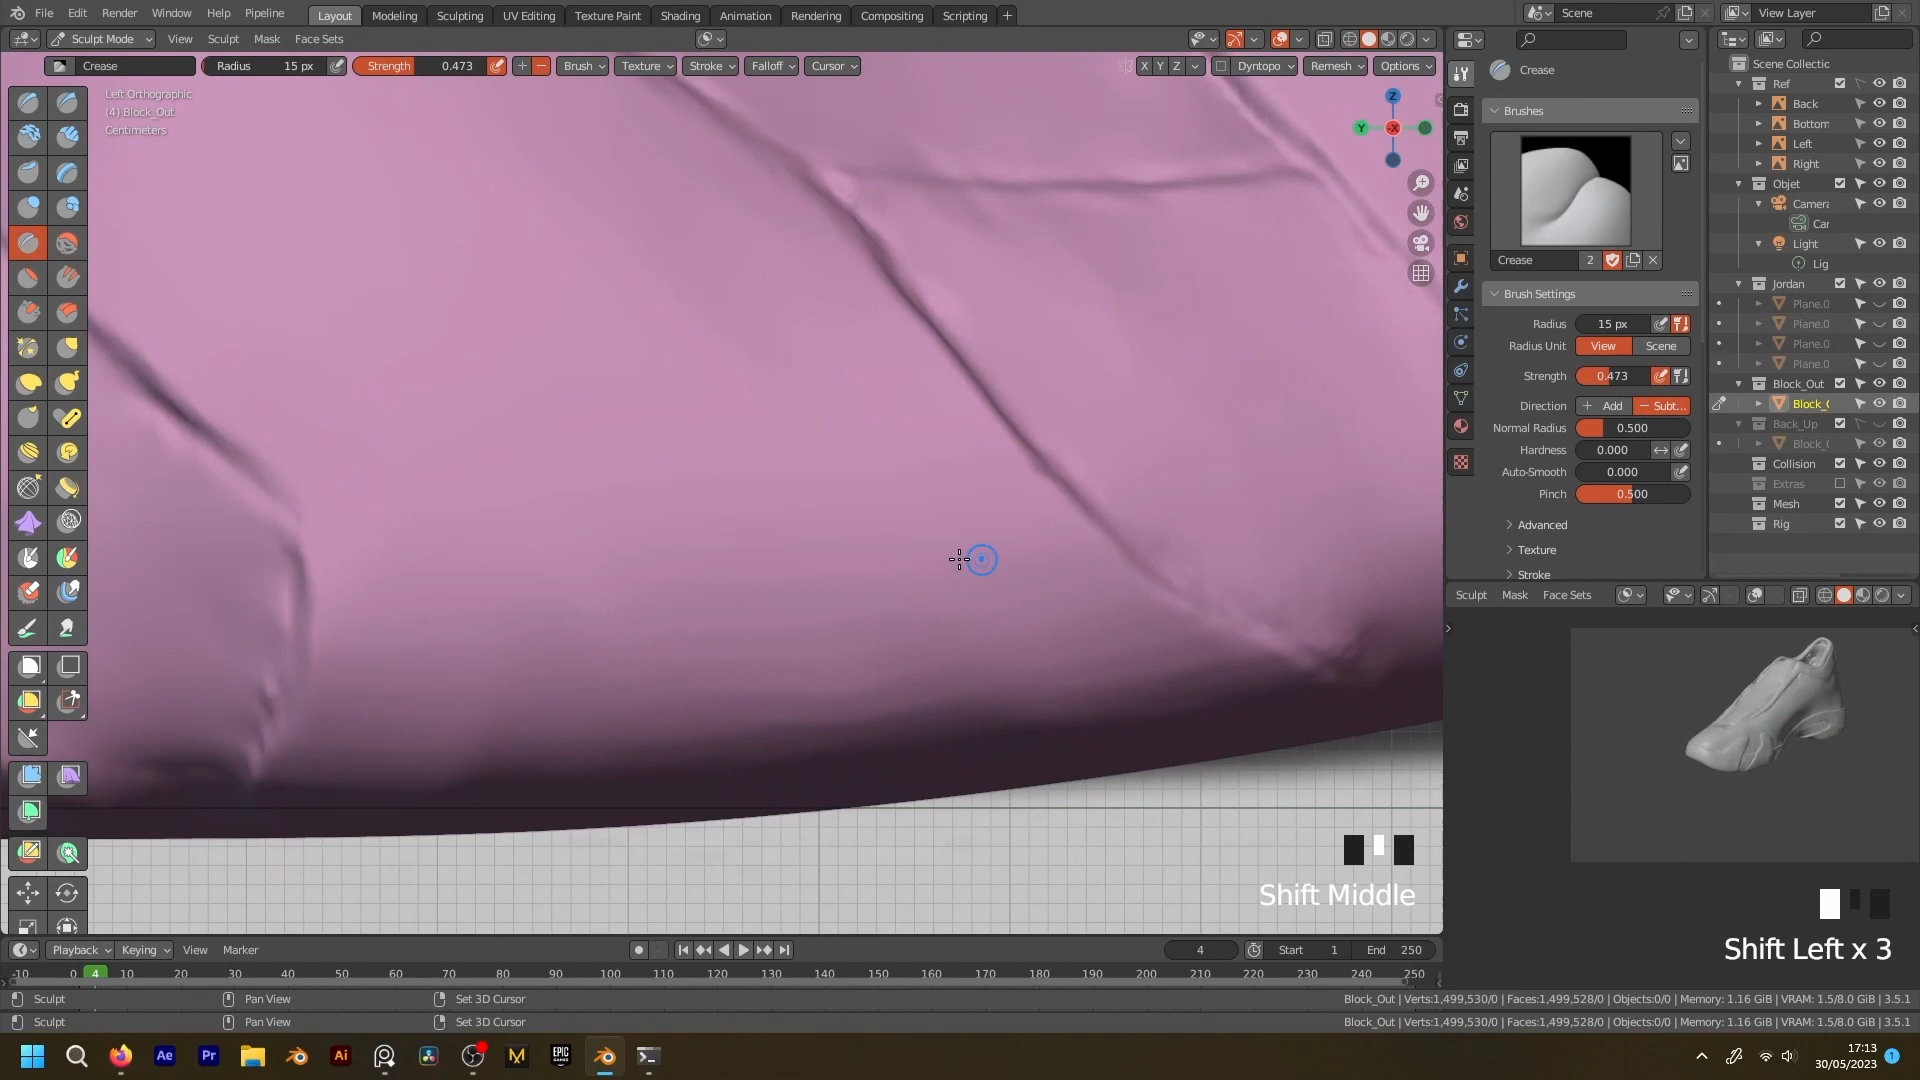 File Edit Render Window Help Pipeline Layout Modeling Sculpting UV Editing Texture Paint Shading Animation Rendering Compositing Scripting + Scene View Layer
Sculpt Mode View Sculpt Mask Face Sets
Crease Radius 15 px Strength 0.473 Brush Texture Stroke Falloff Cursor X Y Z Dyntopo Remesh Options
Left Orthographic
(4) Block_Out
Centimeters
Z
Y
-X
Crease
Brushes
Crease 2
Brush Settings
Radius 15 px
Radius Unit View Scene
Strength 0.473
Direction Add Subt...
Normal Radius 0.500
Hardness 0.000
Auto-Smooth 0.000
Pinch 0.500
Advanced
Texture
Stroke
Scene Collectic
Ref
Back
Bottom
Left
Right
Objet
Camera
Car
Light
Lig
Jordan
Plane.0
Plane.0
Plane.0
Plane.0
Block_Out
Block_(
Back_Up
Block_(
Collision
Extras
Mesh
Rig
Sculpt Mask Face Sets
Shift Middle
Shift Left x 3
Playback Keying View Marker 4 Start 1 End 250
-10 0 4 10 20 30 40 50 60 70 80 90 100 110 120 130 140 150 160 170 180 190 200 210 220 230 240 250
Sculpt Pan View Set 3D Cursor Block_Out | Verts:1,499,530/0 | Faces:1,499,528/0 | Objects:0/0 | Memory: 1.16 GiB | VRAM: 1.5/8.0 GiB | 3.5.1
Sculpt Pan View Set 3D Cursor Block_Out | Verts:1,499,530/0 | Faces:1,499,528/0 | Objects:0/0 | Memory: 1.16 GiB | VRAM: 1.5/8.0 GiB | 3.5.1
Ae Pr Ai M EPIC GAMES
17:13
30/05/2023 1